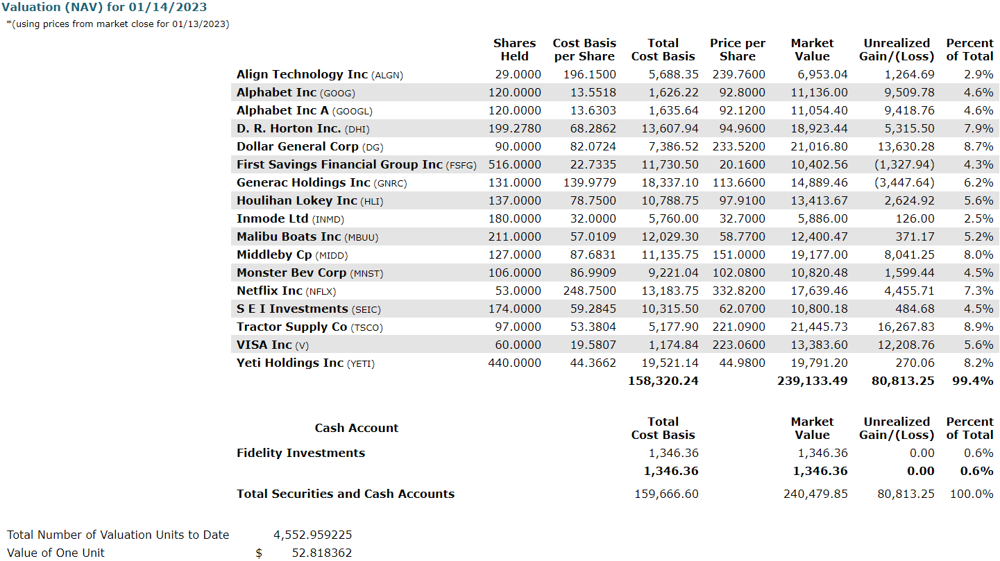 Valuation (NAV) for 01/14/2023
*(using prices from market close for 01/13/2023)
Shares Held Cost Basis per Share Total Cost Basis Price per Share Market Value Unrealized Gain/(Loss) Percent of Total
Align Technology Inc (ALGN) 29.0000 196.1500 5,688.35 239.7600 6,953.04 1,264.69 2.9%
Alphabet Inc (GOOG) 120.0000 13.5518 1,626.22 92.8000 11,136.00 9,509.78 4.6%
Alphabet Inc A (GOOGL) 120.0000 13.6303 1,635.64 92.1200 11,054.40 9,418.76 4.6%
D. R. Horton Inc. (DHI) 199.2780 68.2862 13,607.94 94.9600 18,923.44 5,315.50 7.9%
Dollar General Corp (DG) 90.0000 82.0724 7,386.52 233.5200 21,016.80 13,630.28 8.7%
First Savings Financial Group Inc (FSFG) 516.0000 22.7335 11,730.50 20.1600 10,402.56 (1,327.94) 4.3%
Generac Holdings Inc (GNRC) 131.0000 139.9779 18,337.10 113.6600 14,889.46 (3,447.64) 6.2%
Houlihan Lokey Inc (HLI) 137.0000 78.7500 10,788.75 97.9100 13,413.67 2,624.92 5.6%
Inmode Ltd (INMD) 180.0000 32.0000 5,760.00 32.7000 5,886.00 126.00 2.5%
Malibu Boats Inc (MBUU) 211.0000 57.0109 12,029.30 58.7700 12,400.47 371.17 5.2%
Middleby Cp (MIDD) 127.0000 87.6831 11,135.75 151.0000 19,177.00 8,041.25 8.0%
Monster Bev Corp (MNST) 106.0000 86.9909 9,221.04 102.0800 10,820.48 1,599.44 4.5%
Netflix Inc (NFLX) 53.0000 248.7500 13,183.75 332.8200 17,639.46 4,455.71 7.3%
S E I Investments (SEIC) 174.0000 59.2845 10,315.50 62.0700 10,800.18 484.68 4.5%
Tractor Supply Co (TSCO) 97.0000 53.3804 5,177.90 221.0900 21,445.73 16,267.83 8.9%
VISA Inc (V) 60.0000 19.5807 1,174.84 223.0600 13,383.60 12,208.76 5.6%
Yeti Holdings Inc (YETI) 440.0000 44.3662 19,521.14 44.9800 19,791.20 270.06 8.2%
158,320.24 239,133.49 80,813.25 99.4%
Cash Account Total Cost Basis Market Value Unrealized Gain/(Loss) Percent of Total
Fidelity Investments 1,346.36 1,346.36 0.00 0.6%
1,346.36 1,346.36 0.00 0.6%
Total Securities and Cash Accounts 159,666.60 240,479.85 80,813.25 100.0%
Total Number of Valuation Units to Date 4,552.959225
Value of One Unit $ 52.818362